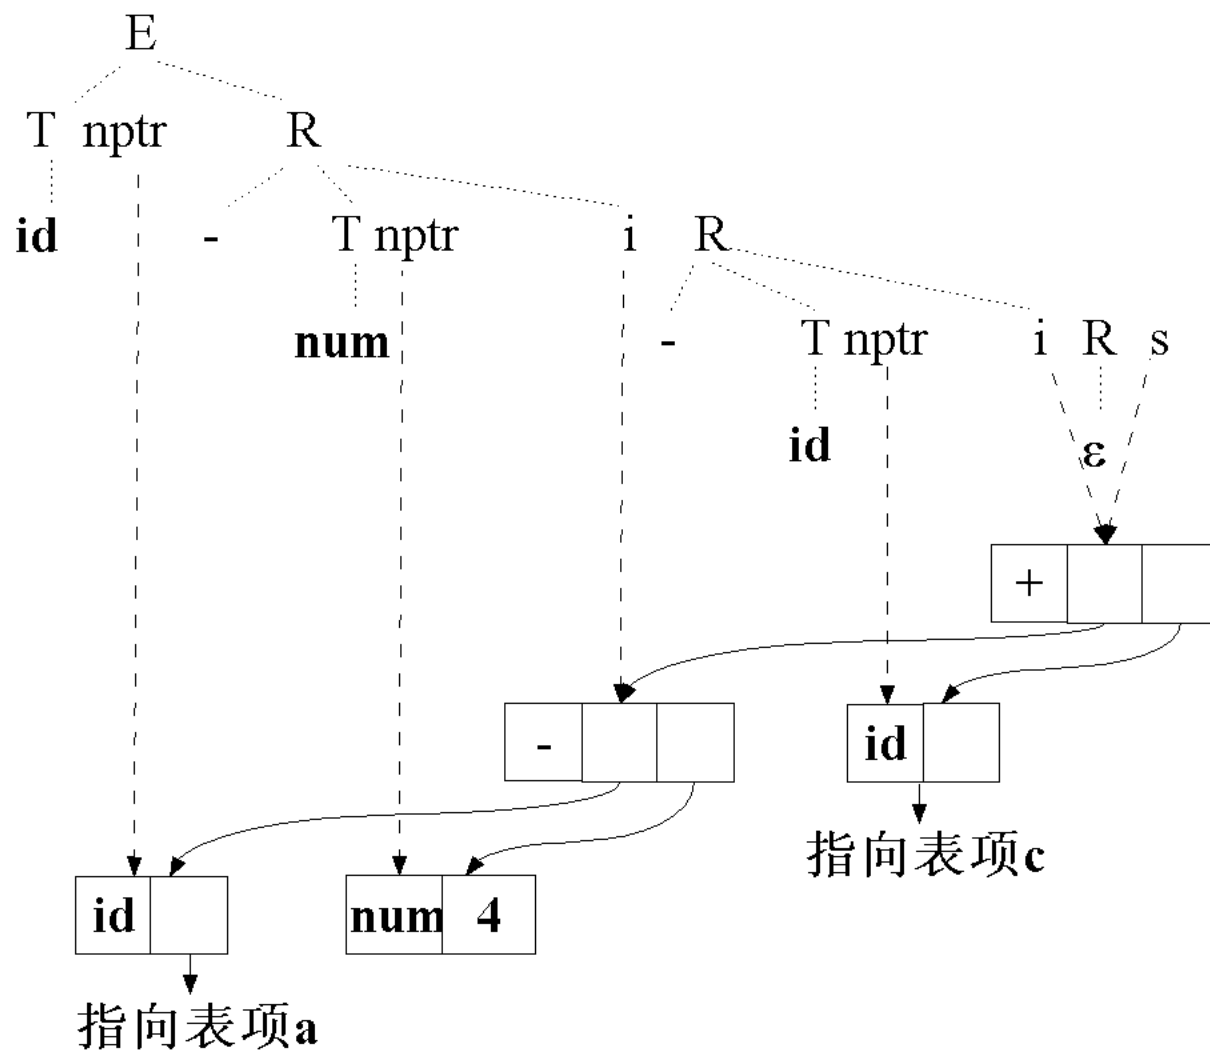 E
T nptr R
id - T nptr i R
num - T nptr i R s
id ε
+
- id
指向表项c
id num 4
指向表项a